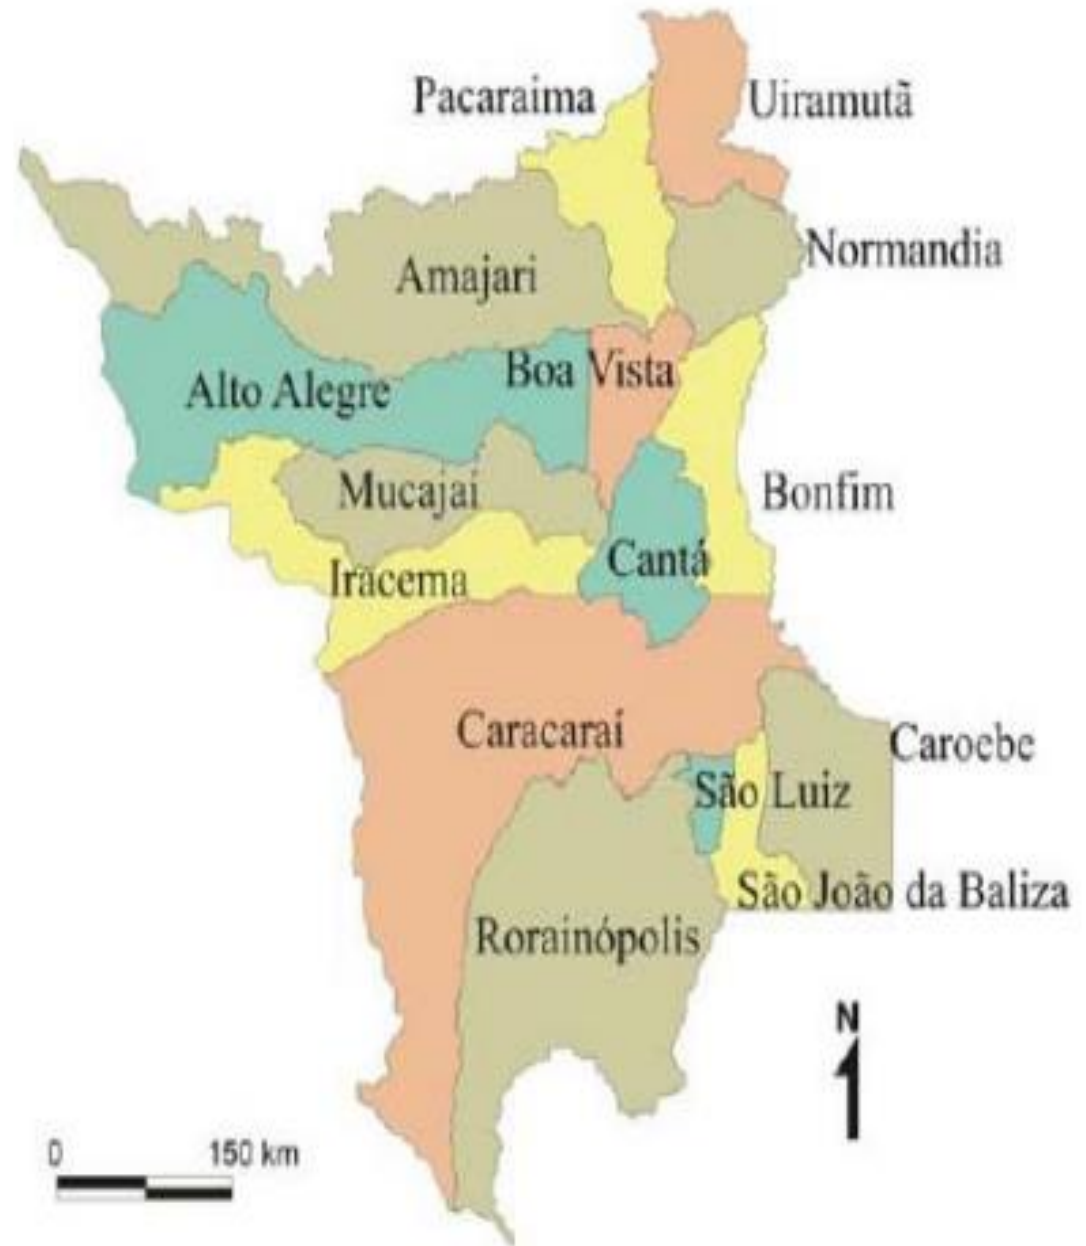 Pacaraima
Uiramutã
Normandia
Amajari
Boa Vista
Alto Alegre
Mucajaí
Bonfim
Cantá
Iracema
Caracaraí
Caroebe
São Luiz
São João da Baliza
Rorainópolis
N
0 150 km